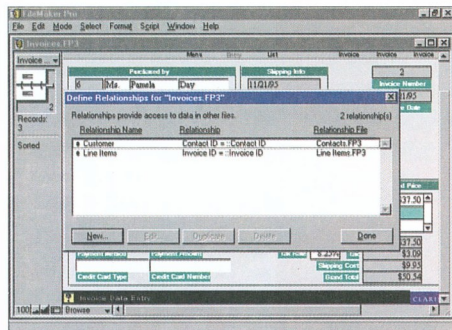 FileMaker Pro
File Edit Mode Select Format Script Window Help
Invoices.FP3
Menu Entry List Invoice Invoice Invoice
Invoice ...
Purchased by Shipping Info 2
6 Ms. Pamela Day 11/21/95 Invoice Number
2
Records:
3
Sorted
Define Relationships for "Invoices.FP3"
Relationships provide access to data in other files. 2 relationship(s)
Relationship Name Relationship Relationship File
Customer Contact ID = ::Contact ID Contacts.FP3
Line Items Invoice ID = ::Invoice ID Line Items.FP3
New... Edit... Duplicate Delete Done
Price
$37.50
$37.50
Payment Method Payment Amount Tax Rate 8.25% Tax $3.09
Shipping Cost $9.95
Credit Card Type Credit Card Number Grand Total $50.54
Invoice Data Entry CLARIS
100 Browse